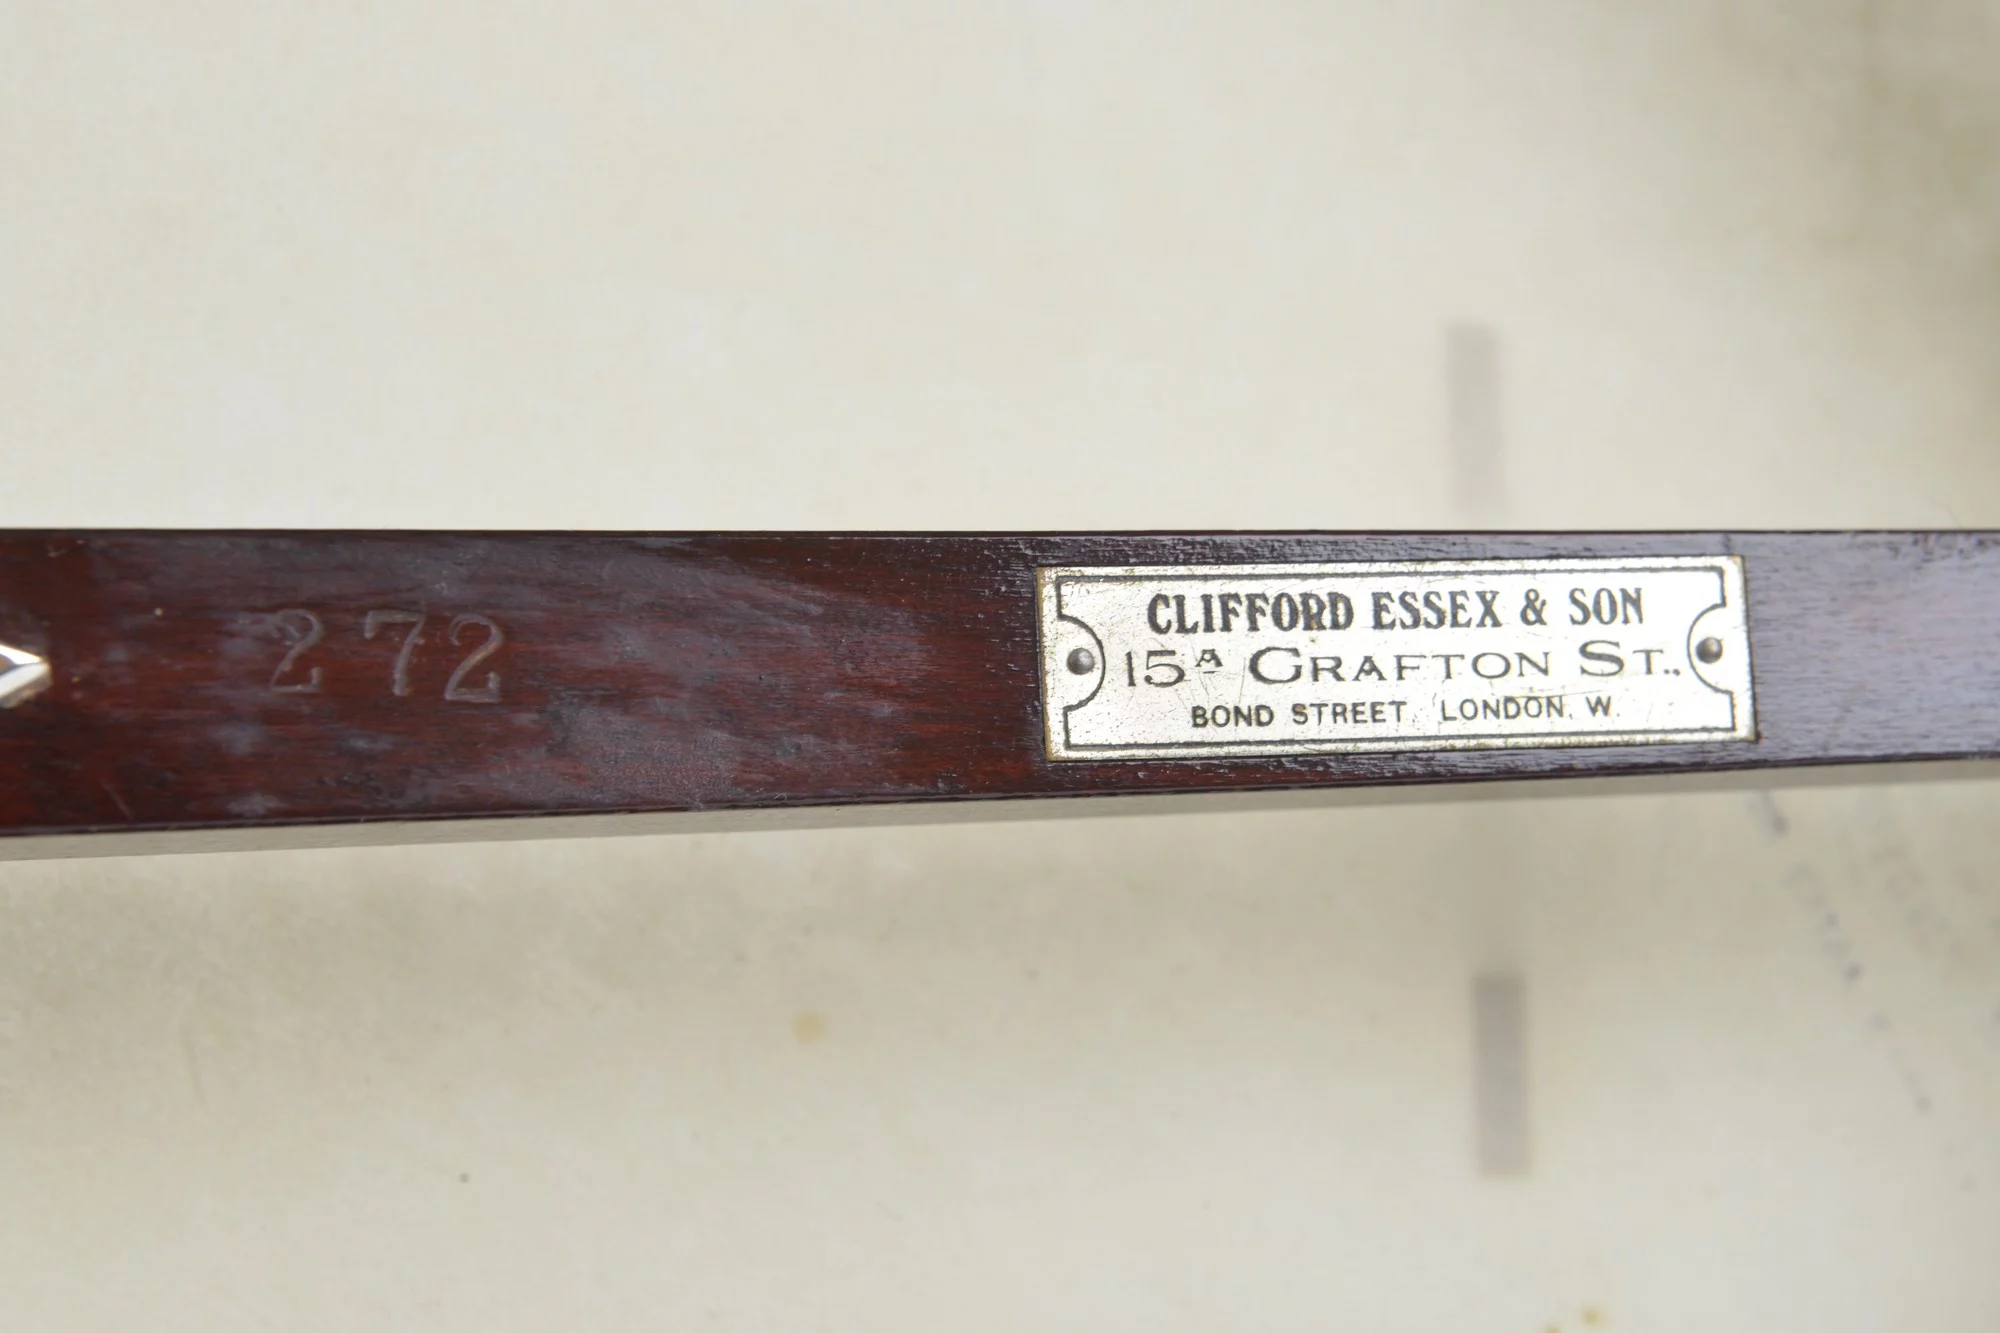 272
CLIFFORD ESSEX & SON
15A GRAFTON ST.,
BOND STREET, LONDON, W.